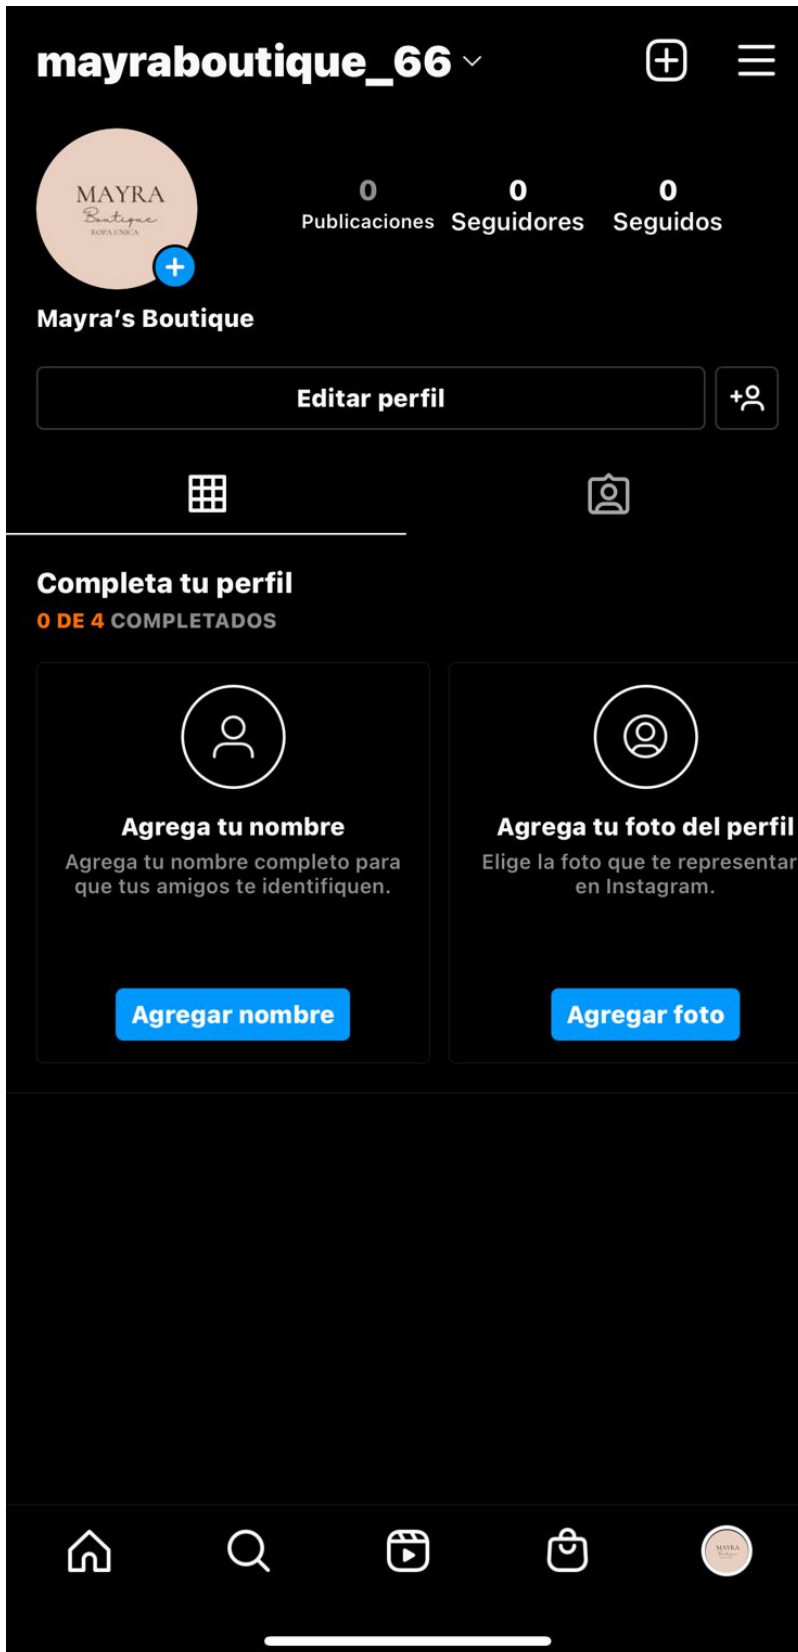 mayraboutique_66
MAYRA
Boutique
ROPA UNICA
0
0
0
Publicaciones
Seguidores
Seguidos
Mayra's Boutique
Editar perfil
Completa tu perfil
0 DE 4 COMPLETADOS
Agrega tu nombre
Agrega tu nombre completo para
que tus amigos te identifiquen.
Agregar nombre
Agrega tu foto del perfil
Elige la foto que te representar
en Instagram.
Agregar foto
MAYRA